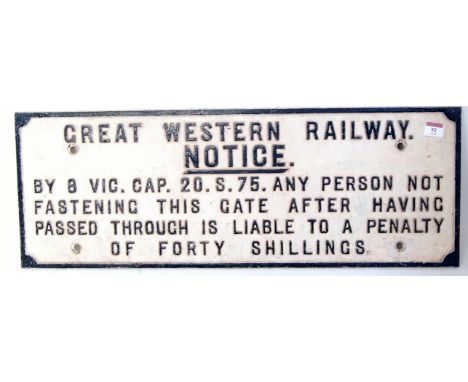 GREAT WESTERN RAILWAY.
NOTICE.
BY 8 VIC. CAP. 20. S. 75. ANY PERSON NOT
FASTENING THIS GATE AFTER HAVING
PASSED THROUGH IS LIABLE TO A PENALTY
OF FORTY SHILLINGS
52